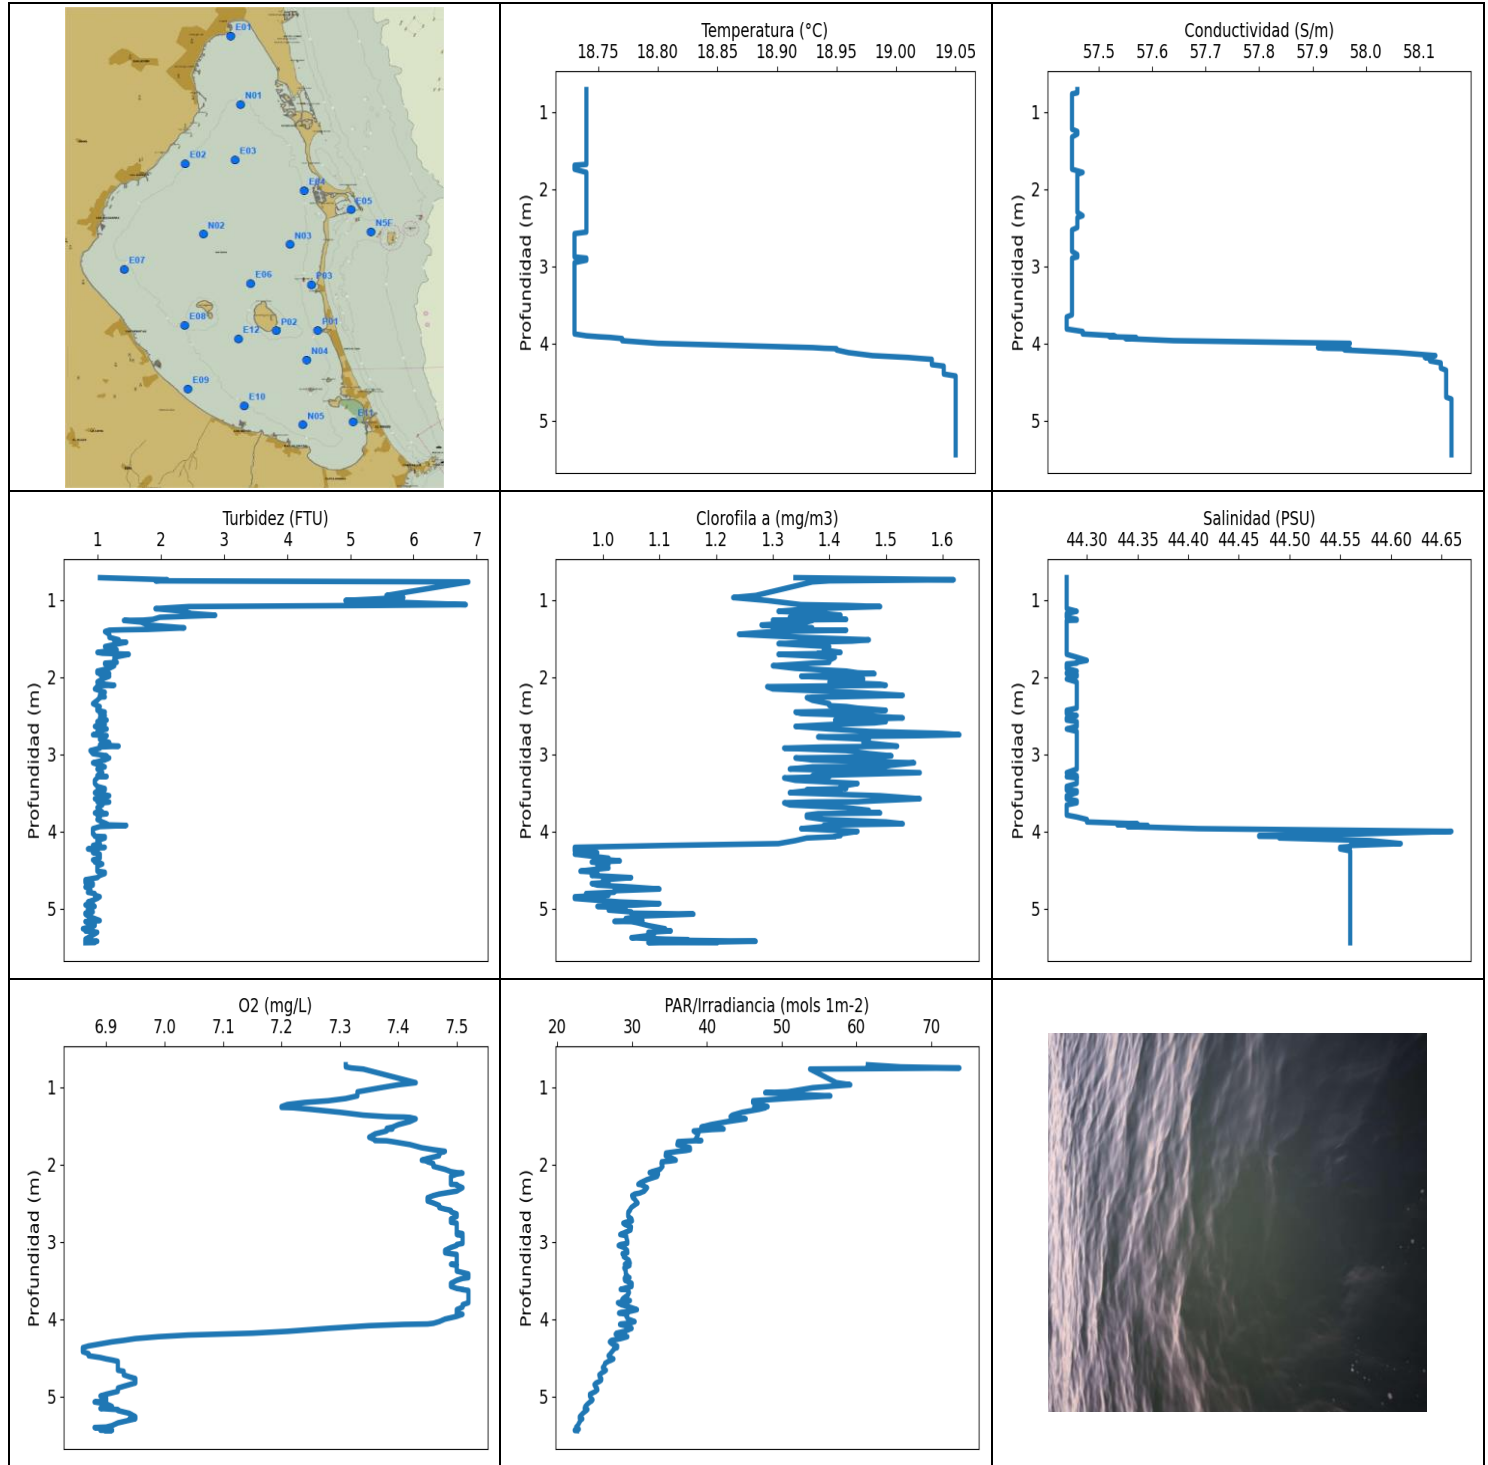 E01
N01
E02
E03
E04
E05
N5F
N02
N03
E07
E06
P03
E08
E12
P02
P01
N04
E09
E10
N05
E11
Temperatura (°C)
18.75 18.80 18.85 18.90 18.95 19.00 19.05
Profundidad (m)
1
2
3
4
5
Conductividad (S/m)
57.5 57.6 57.7 57.8 57.9 58.0 58.1
Profundidad (m)
1
2
3
4
5
Turbidez (FTU)
1 2 3 4 5 6 7
Profundidad (m)
1
2
3
4
5
Clorofila a (mg/m3)
1.0 1.1 1.2 1.3 1.4 1.5 1.6
Profundidad (m)
1
2
3
4
5
Salinidad (PSU)
44.30 44.35 44.40 44.45 44.50 44.55 44.60 44.65
Profundidad (m)
1
2
3
4
5
O2 (mg/L)
6.9 7.0 7.1 7.2 7.3 7.4 7.5
Profundidad (m)
1
2
3
4
5
PAR/Irradiancia (mols 1m-2)
20 30 40 50 60 70
Profundidad (m)
1
2
3
4
5